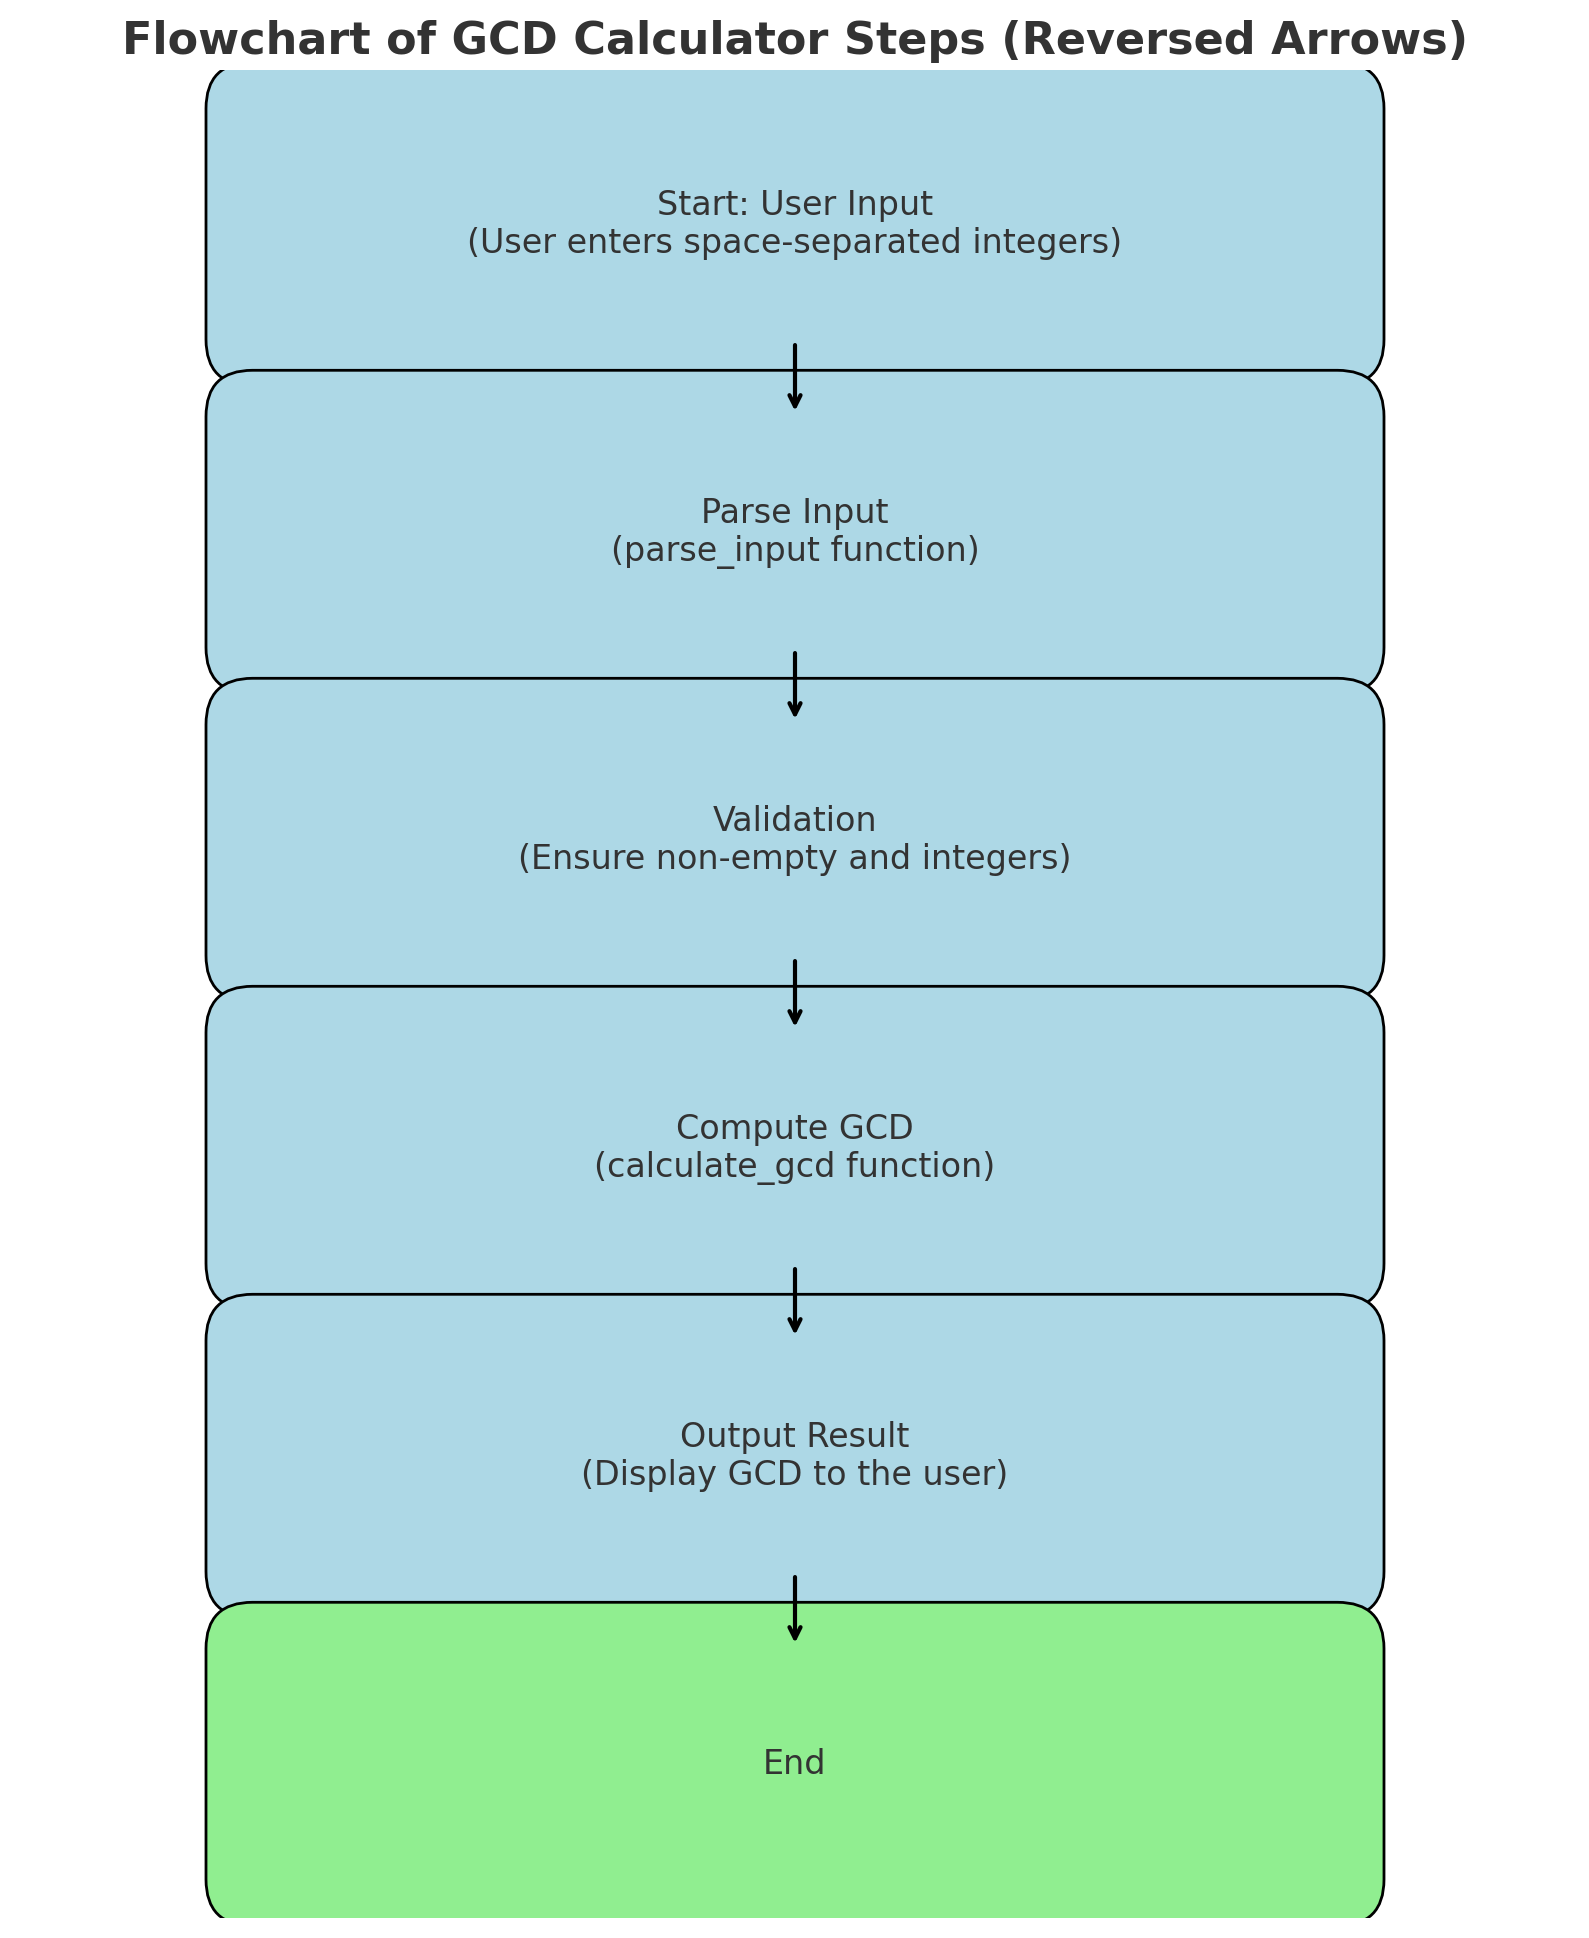 Flowchart of GCD Calculator Steps (Reversed Arrows)
Start: User Input
(User enters space-separated integers)
Parse Input
(parse_input function)
Validation
(Ensure non-empty and integers)
Compute GCD
(calculate_gcd function)
Output Result
(Display GCD to the user)
End